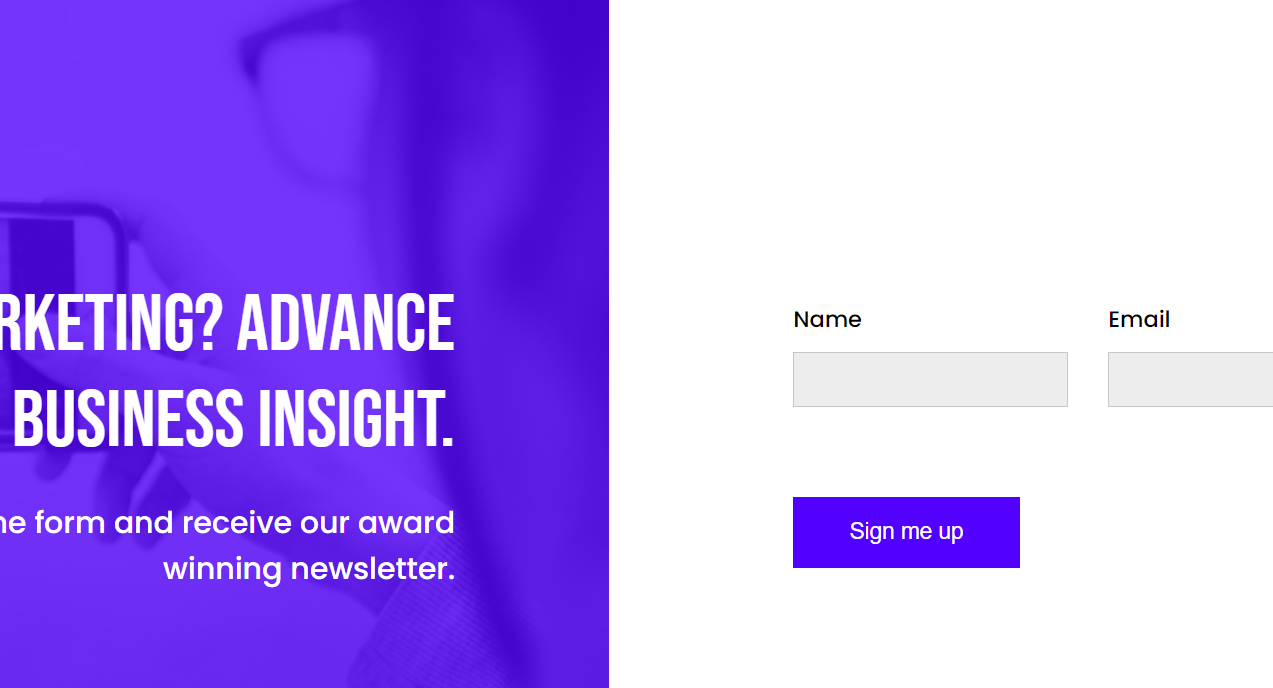 RKETING? ADVANCE
BUSINESS INSIGHT.
he form and receive our award
winning newsletter.
Name
Email
Sign me up